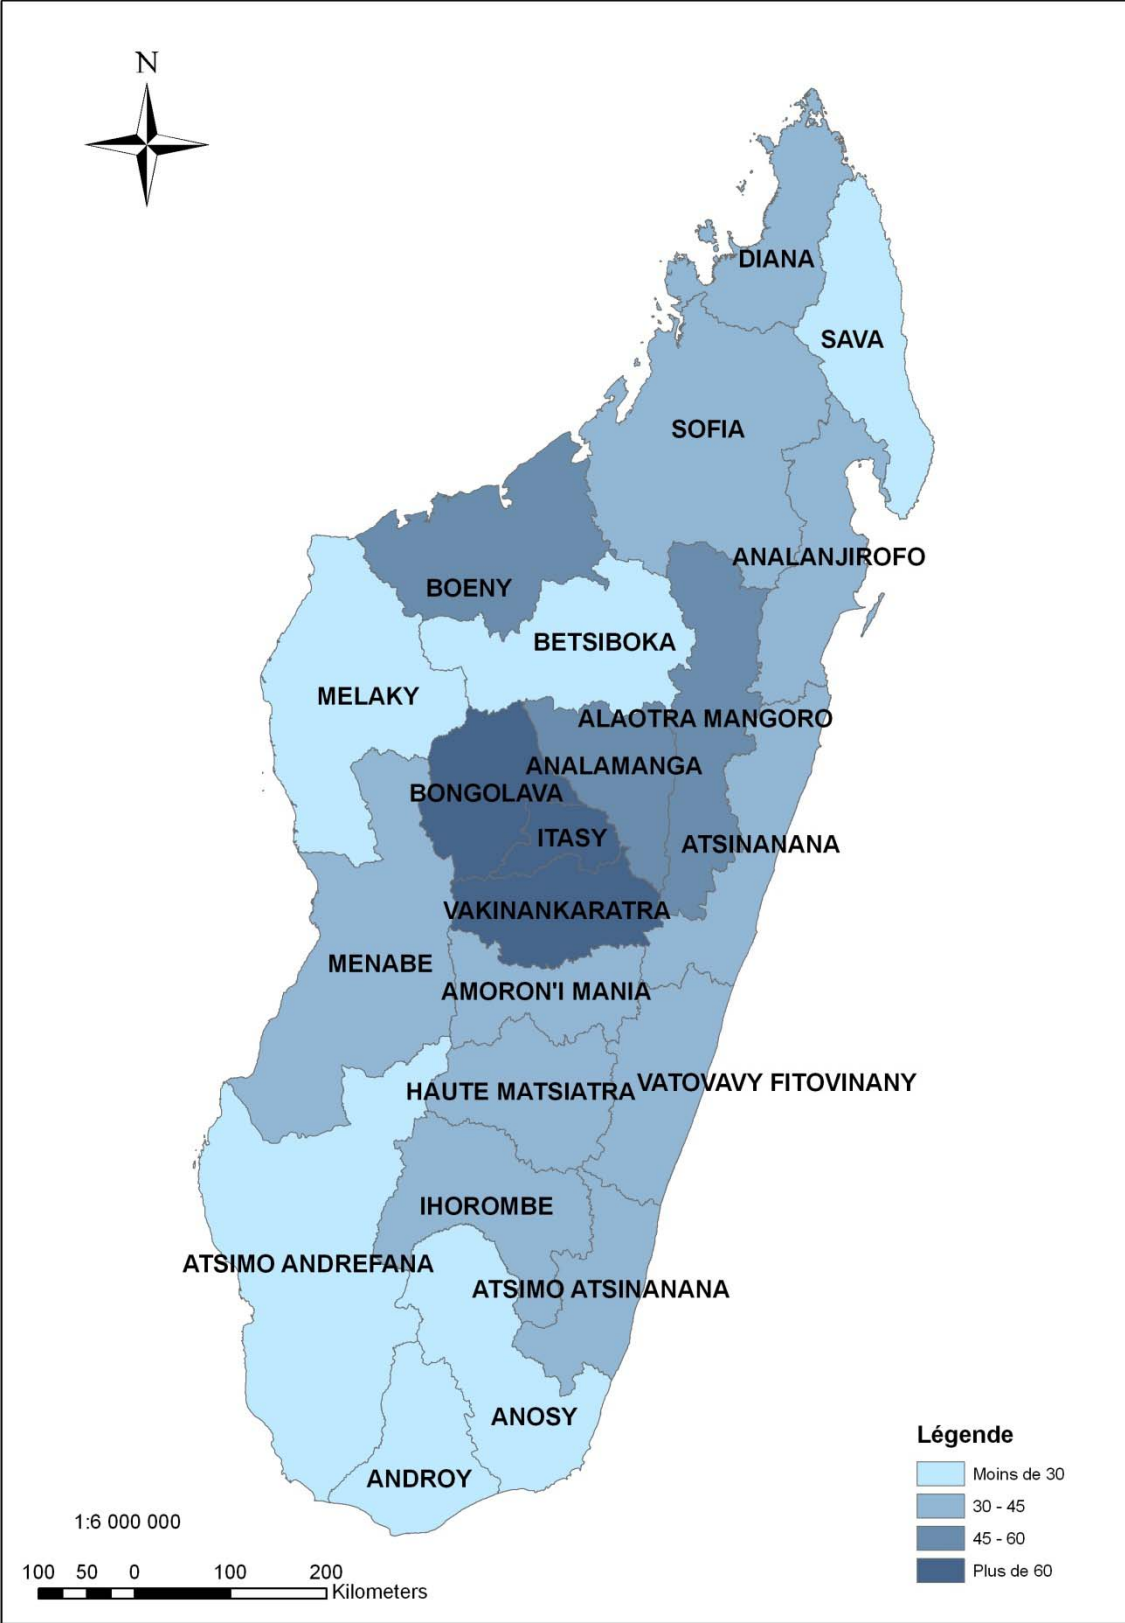 N
DIANA
SAVA
SOFIA
ANALANJIROFO
BOENY
BETSIBOKA
MELAKY
ALAOTRA MANGORO
ANALAMANGA
BONGOLAVA
ITASY
ATSINANANA
VAKINANKARATRA
MENABE
AMORON'I MANIA
HAUTE MATSIATRA
VATOVAVY FITOVINANY
IHOROMBE
ATSIMO ANDREFANA
ATSIMO ATSINANANA
ANOSY
ANDROY
Légende
Moins de 30
30 - 45
45 - 60
Plus de 60
1:6 000 000
100 50 0 100 200
Kilometers